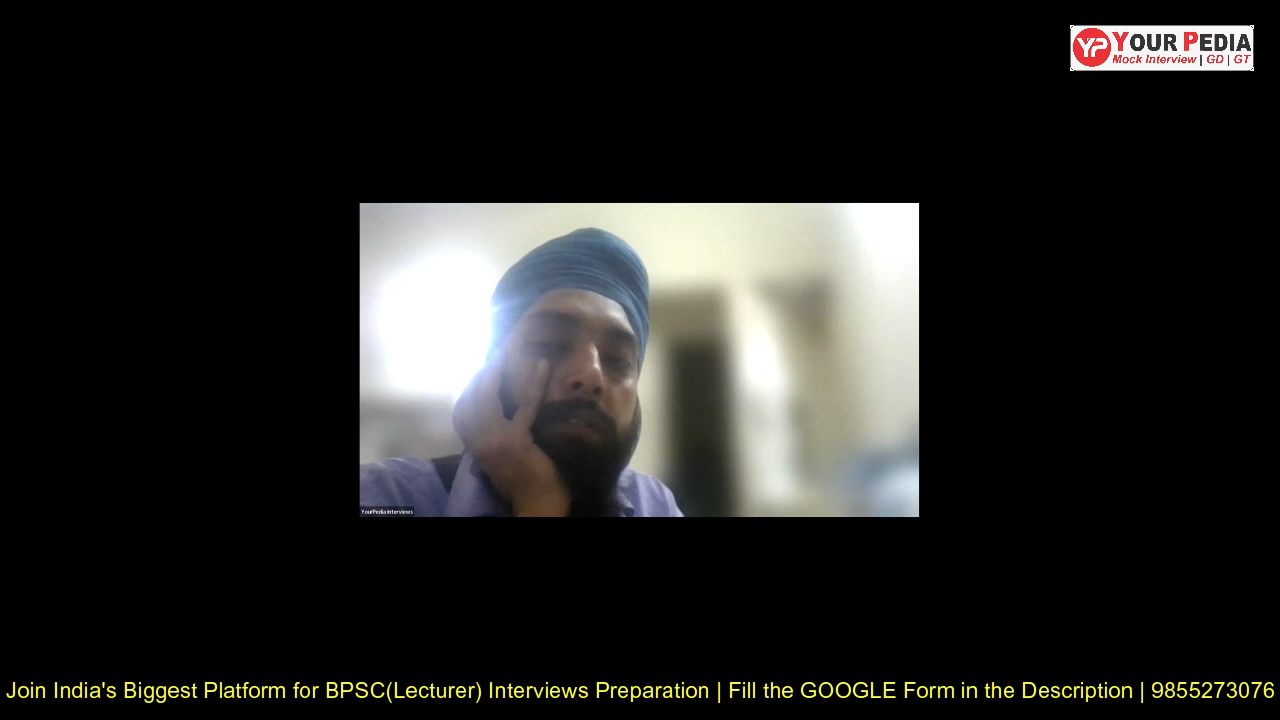 YP YOUR PEDIA
Mock Interview | GD | GT
YourPedia Interviews
Join India's Biggest Platform for BPSC(Lecturer) Interviews Preparation | Fill the GOOGLE Form in the Description | 9855273076